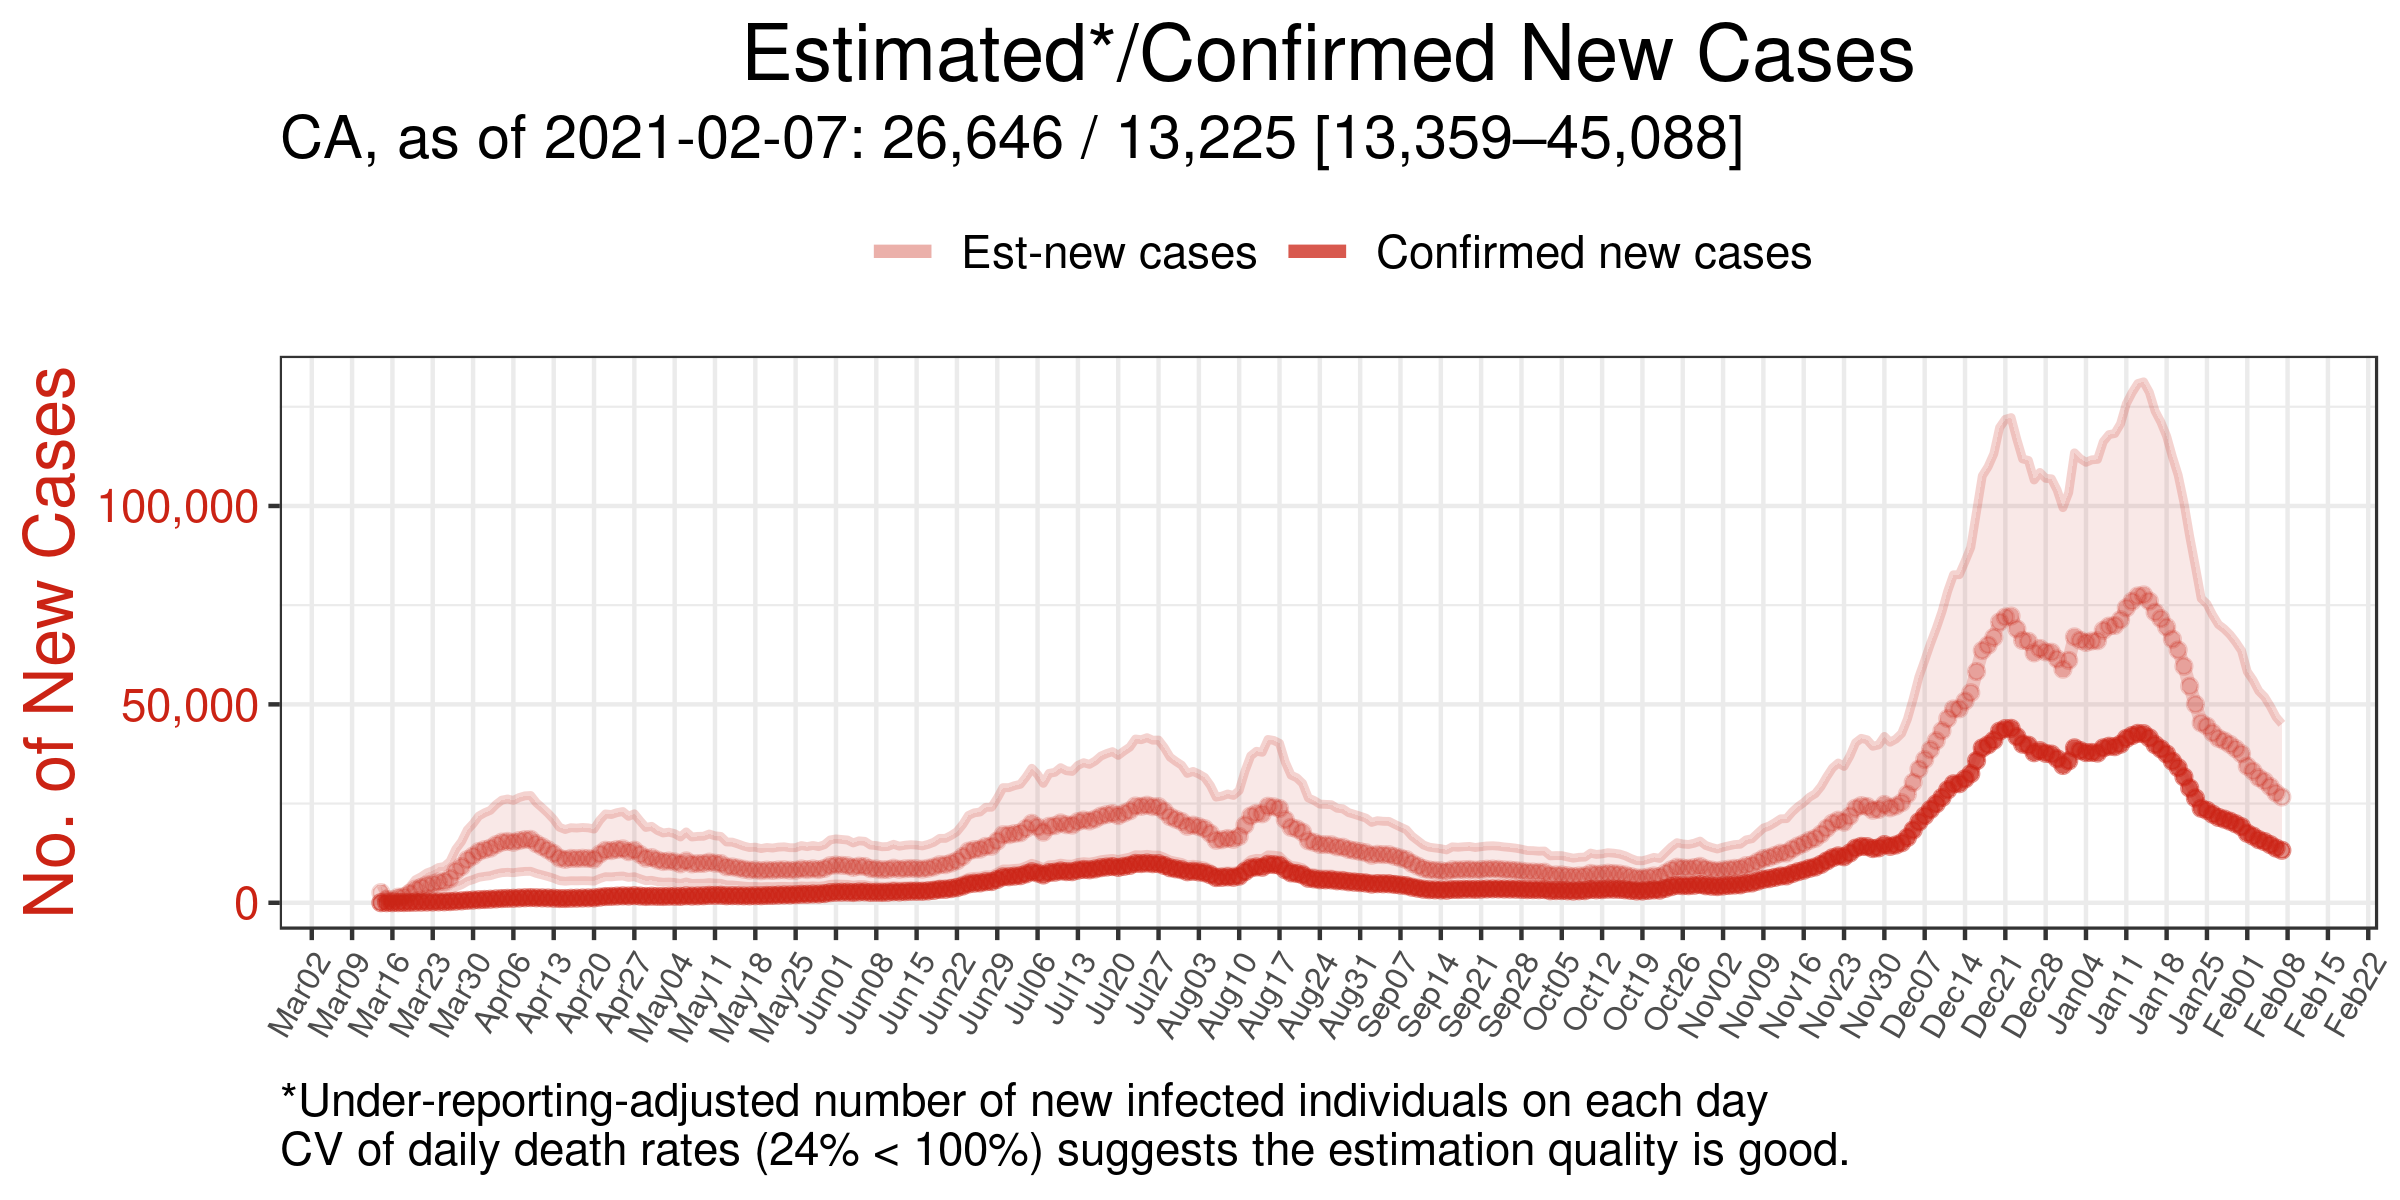 Estimated*/Confirmed New Cases
CA, as of 2021-02-07: 26,646 / 13,225 [13,359–45,088]
Est-new cases Confirmed new cases
No. of New Cases
100,000
50,000
0
Mar02 Mar09 Mar16 Mar23 Mar30 Apr06 Apr13 Apr20 Apr27 May04 May11 May18 May25 Jun01 Jun08 Jun15 Jun22 Jun29 Jul06 Jul13 Jul20 Jul27 Aug03 Aug10 Aug17 Aug24 Aug31 Sep07 Sep14 Sep21 Sep28 Oct05 Oct12 Oct19 Oct26 Nov02 Nov09 Nov16 Nov23 Nov30 Dec07 Dec14 Dec21 Dec28 Jan04 Jan11 Jan18 Jan25 Feb01 Feb08 Feb15 Feb22
*Under-reporting-adjusted number of new infected individuals on each day
CV of daily death rates (24% < 100%) suggests the estimation quality is good.